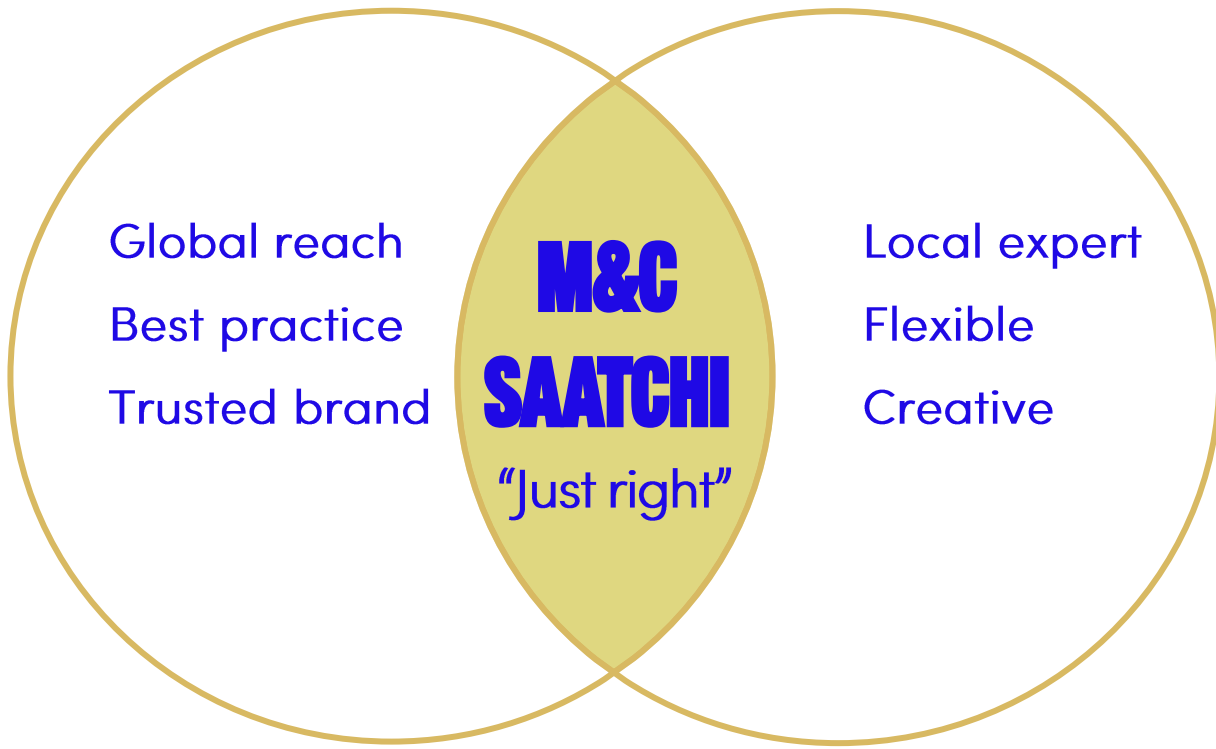 Global reach
Best practice
Trusted brand
M&C
SAATCHI
“Just right”
Local expert
Flexible
Creative